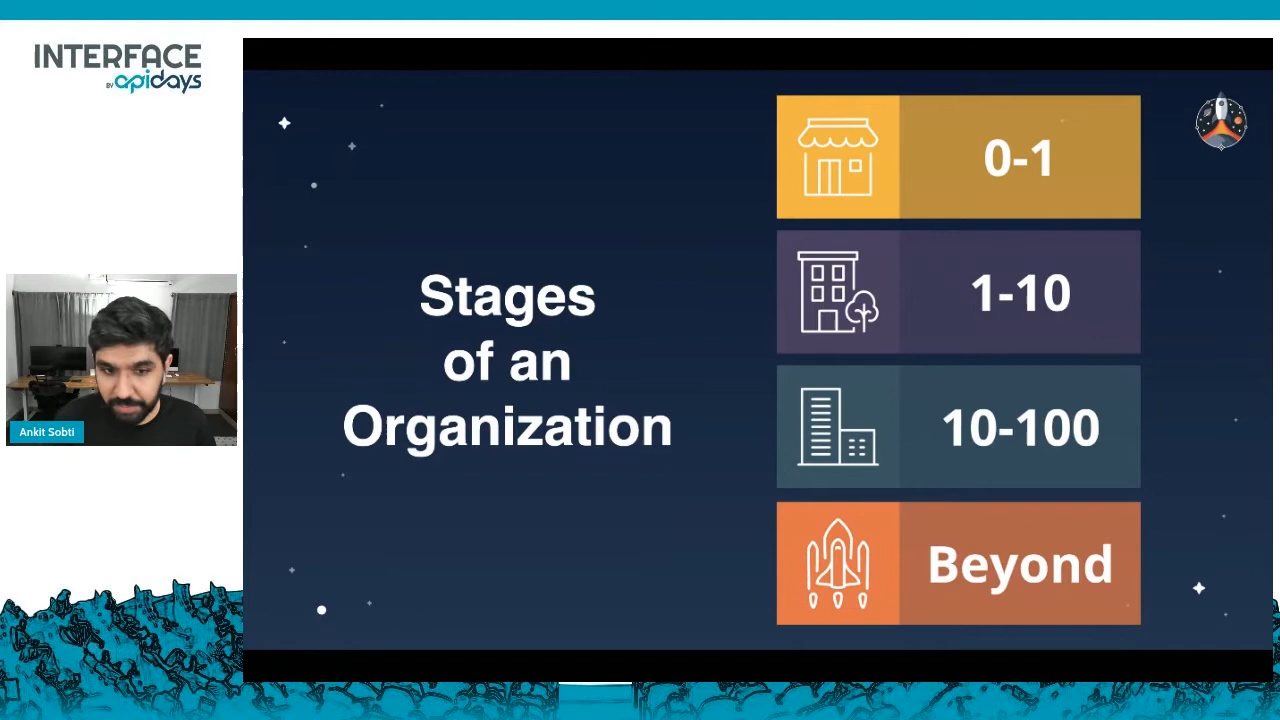 INTERFACE
BY apidays
Stages
of an
Organization
0-1
1-10
10-100
Beyond
Ankit Sobti